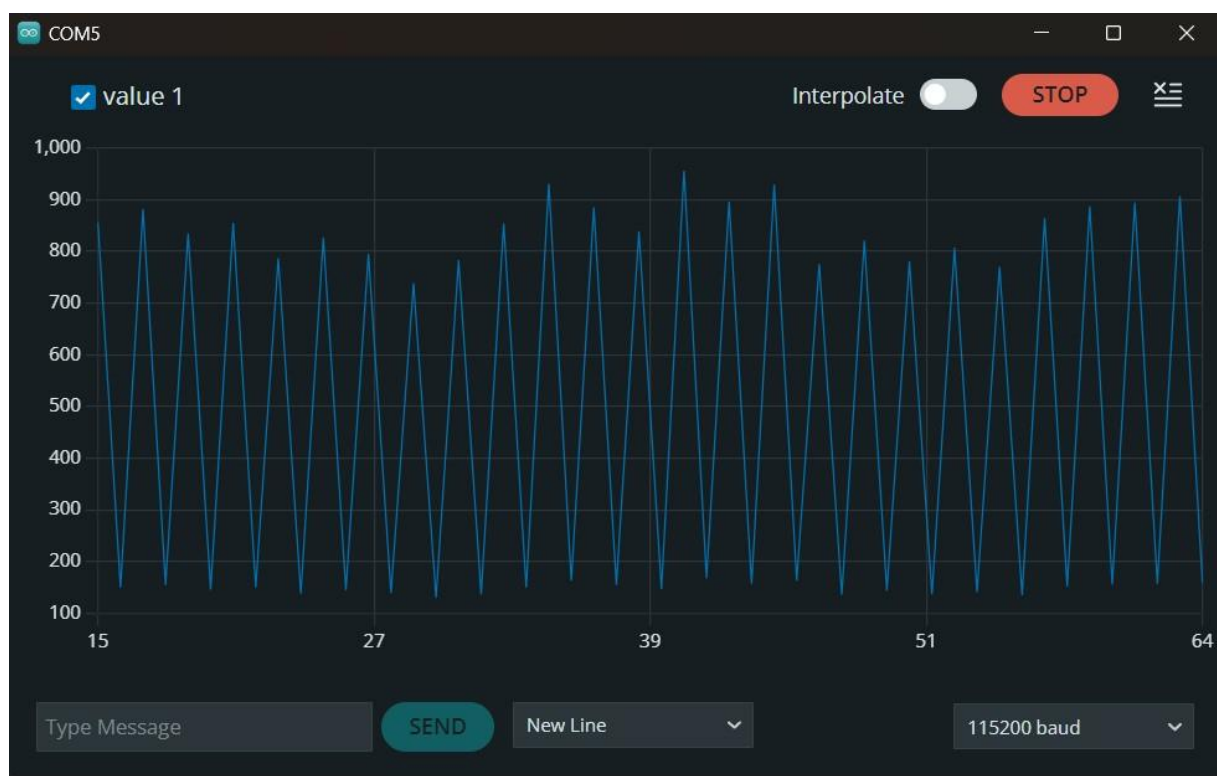 COM5
value 1
Interpolate
STOP
1,000
900
800
700
600
500
400
300
200
100
15
27
39
51
64
Type Message
SEND
New Line
115200 baud